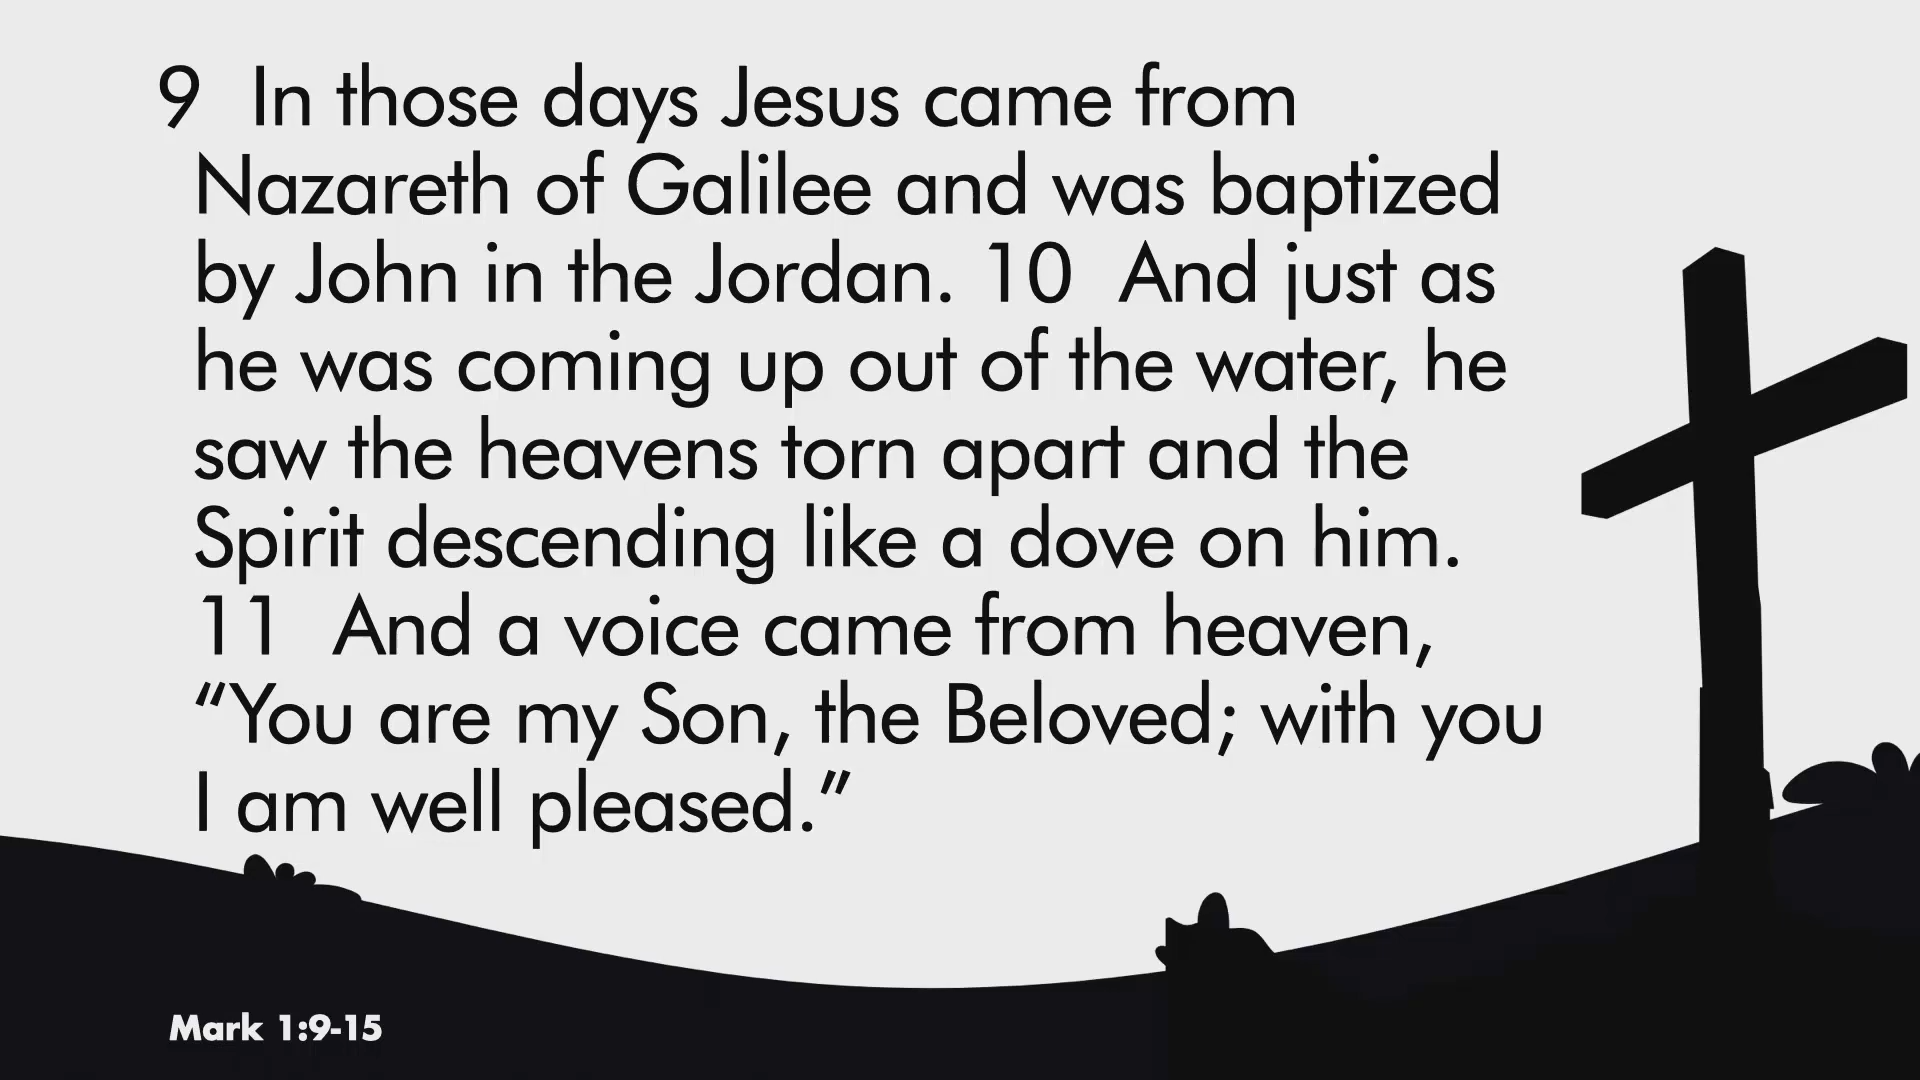 9  In those days Jesus came from
Nazareth of Galilee and was baptized
by John in the Jordan. 10  And just as
he was coming up out of the water, he
saw the heavens torn apart and the
Spirit descending like a dove on him.
11  And a voice came from heaven,
“You are my Son, the Beloved; with you
I am well pleased.”
Mark 1:9-15